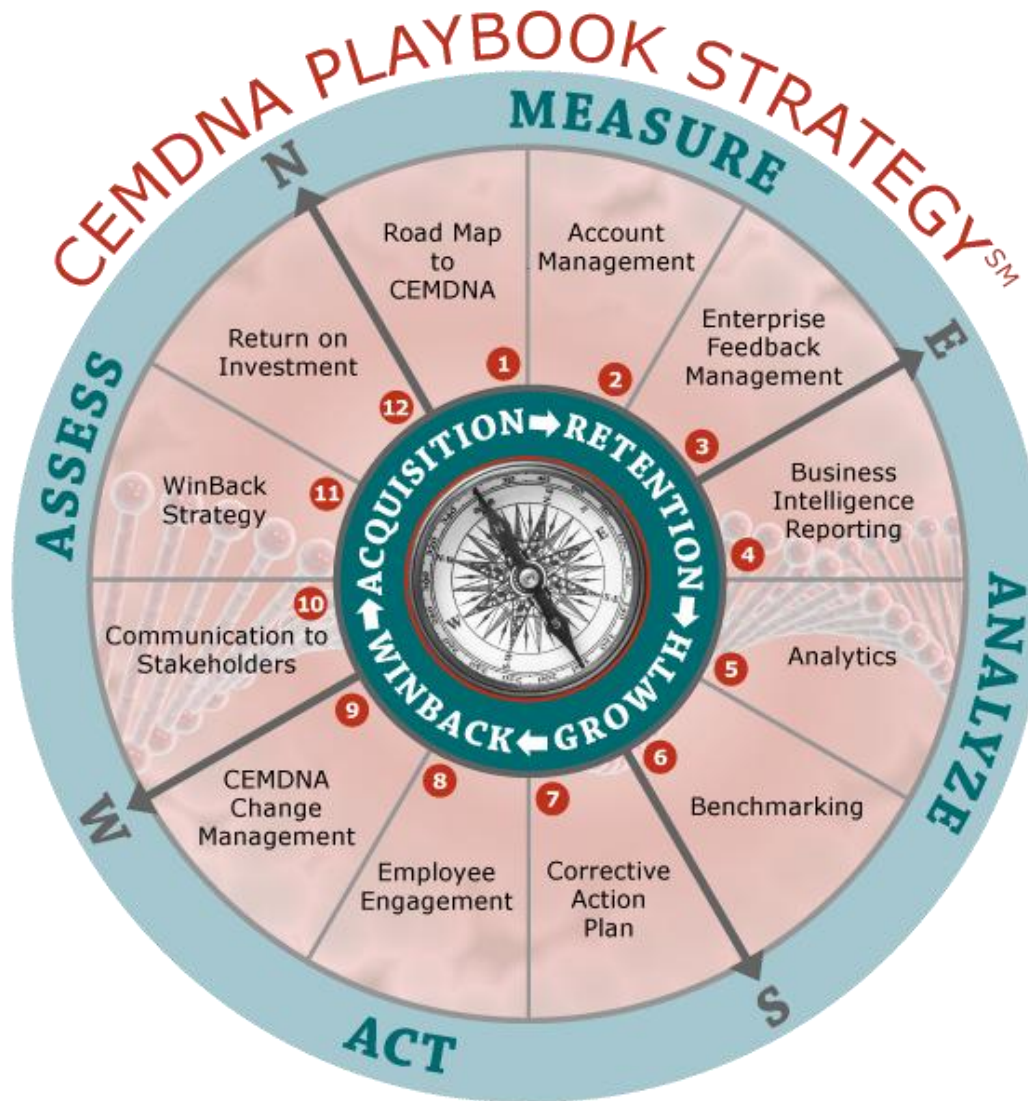 CEMDNA PLAYBOOK STRATEGY℠
MEASURE
ANALYZE
ACT
ASSESS
N
E
S
W
Road Map
to
CEMDNA
1
Account
Management
2
Enterprise
Feedback
Management
3
Business
Intelligence
Reporting
4
Analytics
5
Benchmarking
6
Corrective
Action
Plan
7
Employee
Engagement
8
CEMDNA
Change
Management
9
Communication to
Stakeholders
10
WinBack
Strategy
11
Return on
Investment
12
ACQUISITION
RETENTION
GROWTH
WINBACK